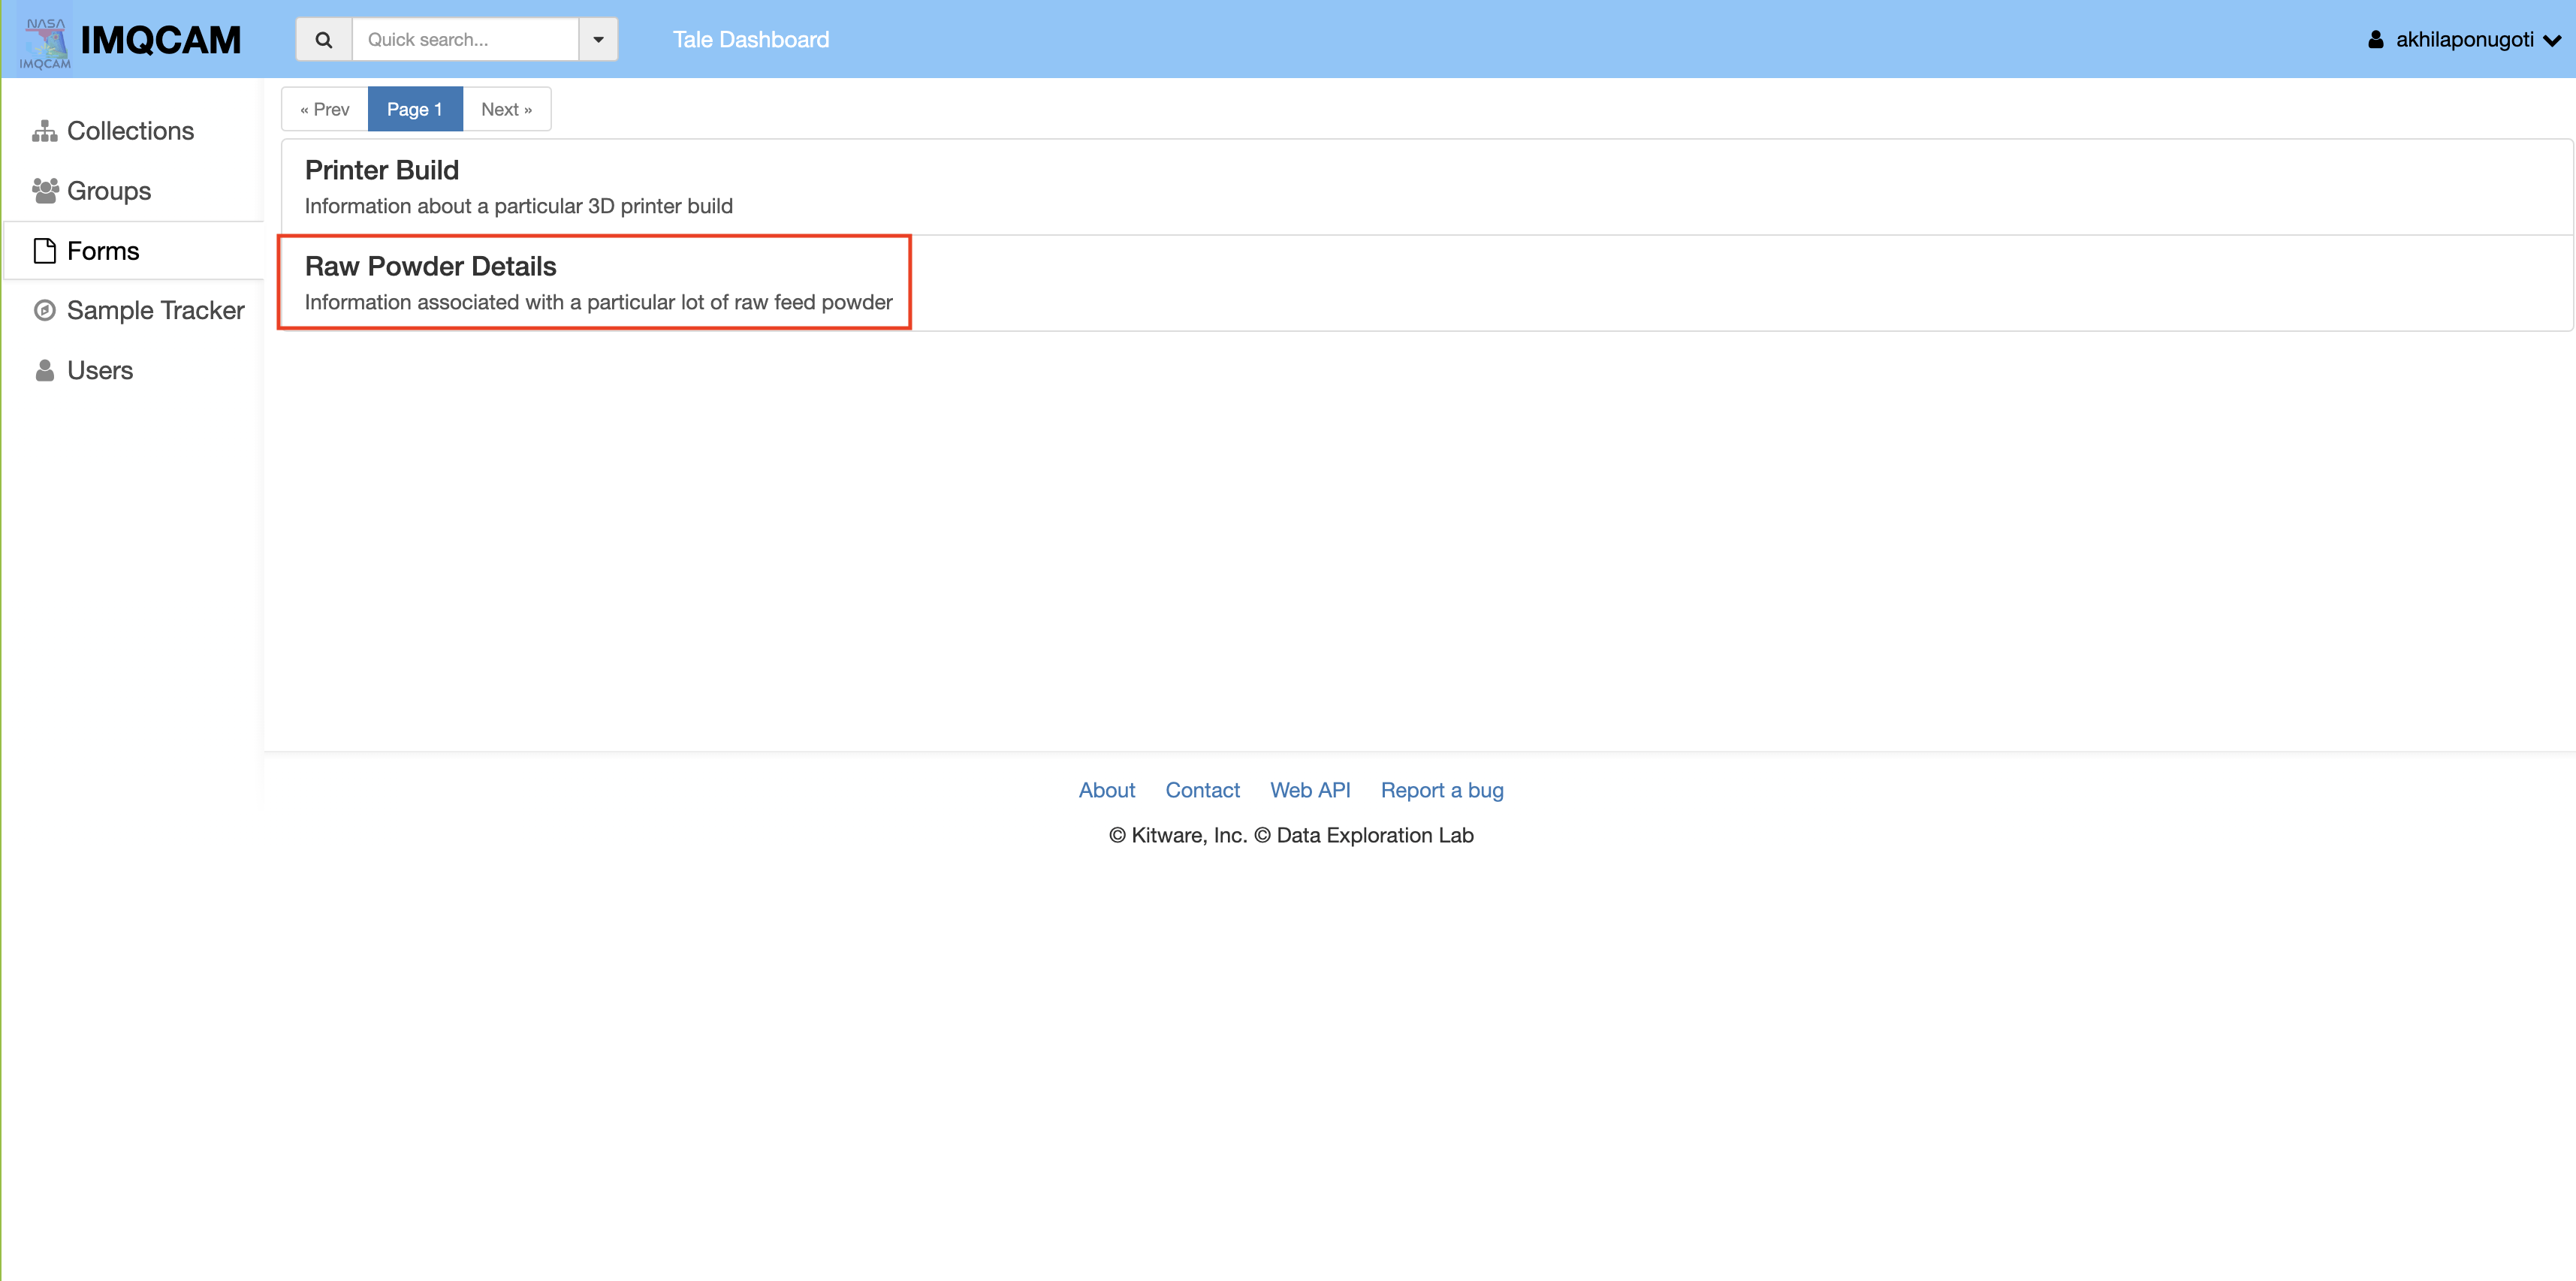 NASA
IMQCAM
IMQCAM
Quick search...
Tale Dashboard
akhilaponugoti
Collections
Groups
Forms
Sample Tracker
Users
« Prev
Page 1
Next »
Printer Build
Information about a particular 3D printer build
Raw Powder Details
Information associated with a particular lot of raw feed powder
About
Contact
Web API
Report a bug
© Kitware, Inc. © Data Exploration Lab